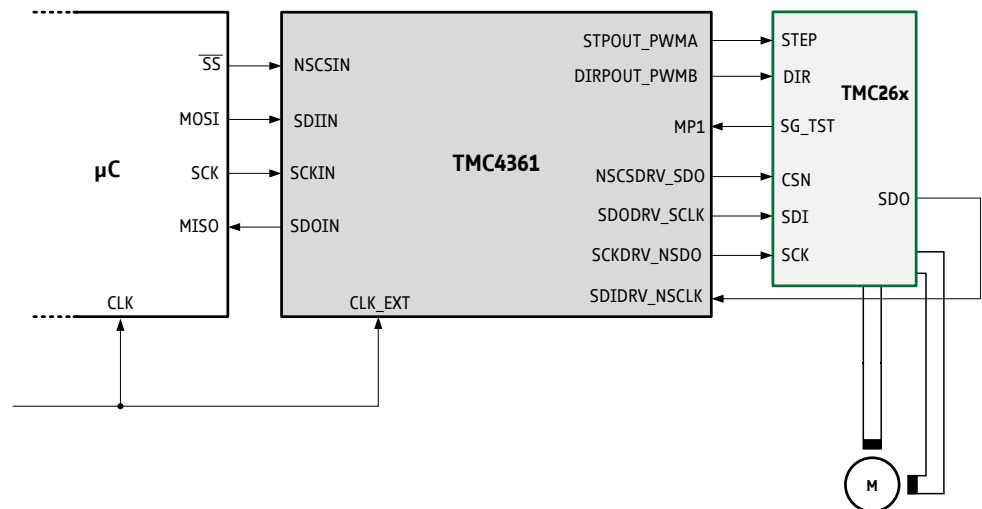 SS
MOSI
SCK
MISO
µC
CLK
NSCSIN
SDIIN
SCKIN
SDOIN
TMC4361
CLK_EXT
STPOUT_PWMA
DIRPOUT_PWMB
MP1
NSCSDRV_SDO
SDODRV_SCLK
SCKDRV_NSDO
SDIDRV_NSCLK
STEP
DIR
TMC26x
SG_TST
CSN
SDO
SDI
SCK
M